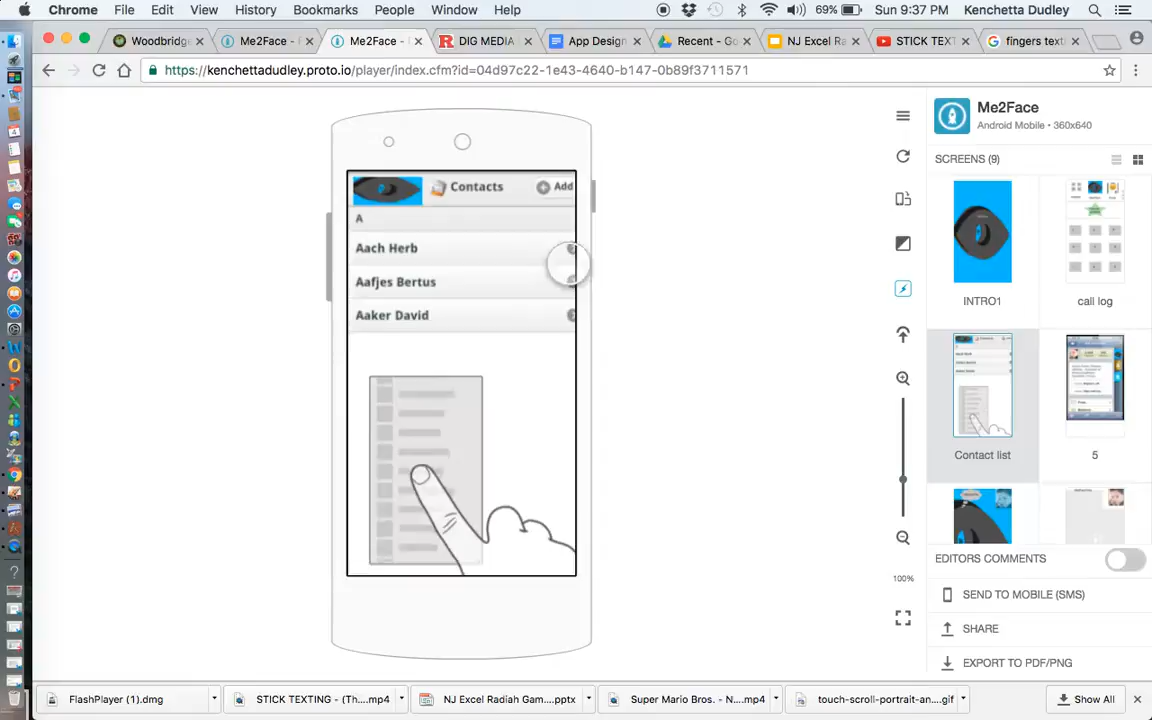 Chrome File Edit View History Bookmarks People Window Help 69% Sun 9:37 PM Kenchetta Dudley
Woodbridge Me2Face - Me2Face - DIG MEDIA App Design Recent - Go NJ Excel Ra STICK TEXT fingers text
https://kenchettadudley.proto.io/player/index.cfm?id=04d97c22-1e43-4640-b147-0b89f3711571
Contacts Add
A
Aach Herb
Aafjes Bertus
Aaker David
100%
Me2Face
Android Mobile • 360x640
SCREENS (9)
INTRO1 call log
Contact list 5
EDITORS COMMENTS
SEND TO MOBILE (SMS)
SHARE
EXPORT TO PDF/PNG
FlashPlayer (1).dmg STICK TEXTING - (Th....mp4 NJ Excel Radiah Gam....pptx Super Mario Bros. - N....mp4 touch-scroll-portrait-an....gif Show All